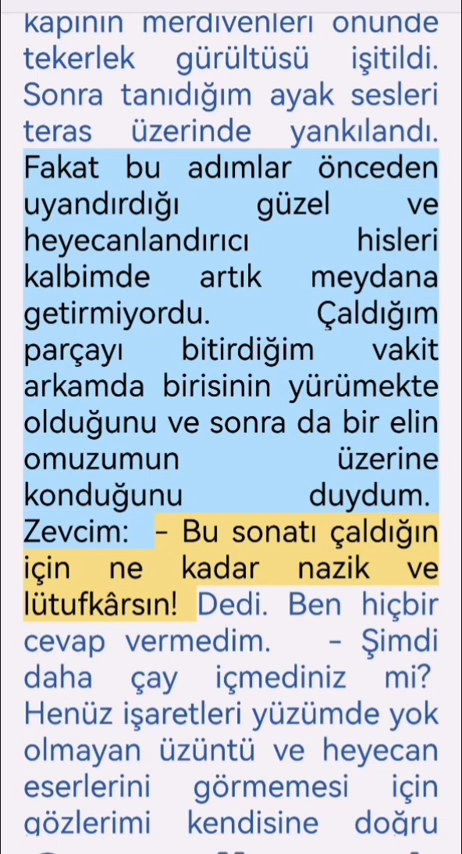 kapının merdivenleri önünde
tekerlek gürültüsü işitildi.
Sonra tanıdığım ayak sesleri
teras üzerinde yankılandı.
Fakat bu adımlar önceden
uyandırdığı güzel ve
heyecanlandırıcı hisleri
kalbimde artık meydana
getirmiyordu. Çaldığım
parçayı bitirdiğim vakit
arkamda birisinin yürümekte
olduğunu ve sonra da bir elin
omuzumun üzerine
konduğunu duydum.
Zevcim: – Bu sonatı çaldığın
için ne kadar nazik ve
lütufkârsın! Dedi. Ben hiçbir
cevap vermedim. – Şimdi
daha çay içmediniz mi?
Henüz işaretleri yüzümde yok
olmayan üzüntü ve heyecan
eserlerini görmemesi için
gözlerimi kendisine doğru